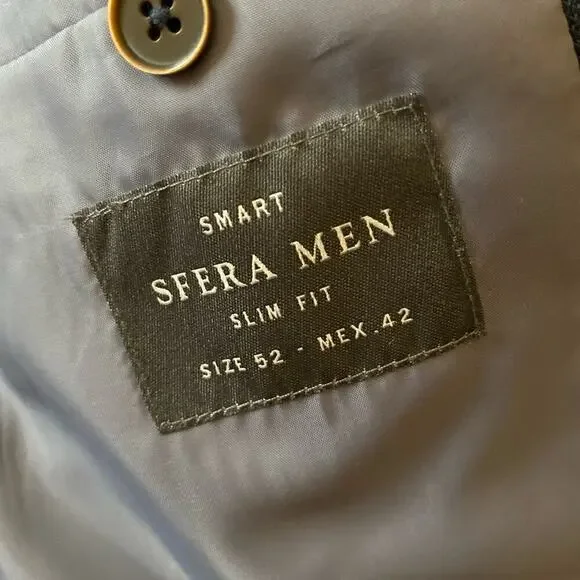 SMART
SFERA MEN
SLIM FIT
SIZE 52 - MEX.42